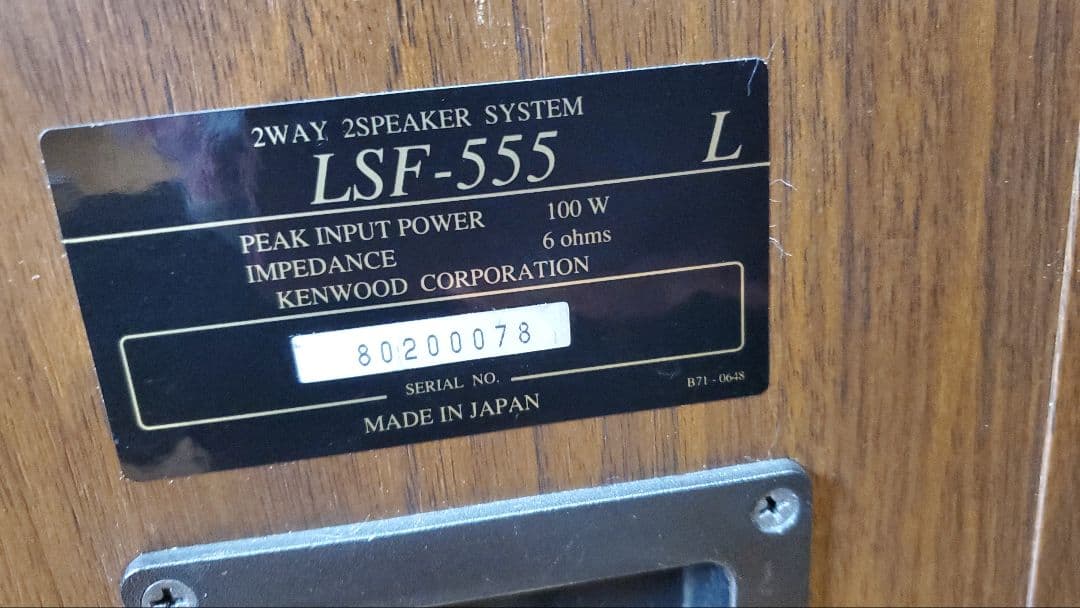 2WAY 2SPEAKER SYSTEM
LSF-555 L
PEAK INPUT POWER 100 W
IMPEDANCE 6 ohms
KENWOOD CORPORATION
80200078
SERIAL NO.
B71-0648
MADE IN JAPAN